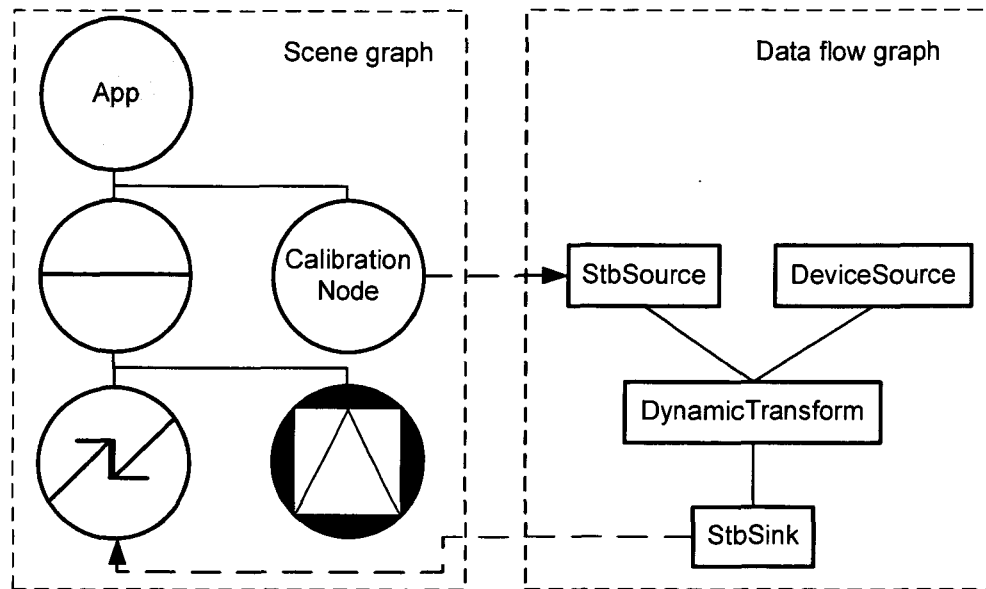 Scene graph
Data flow graph
App
Calibration
Node
StbSource
DeviceSource
DynamicTransform
StbSink